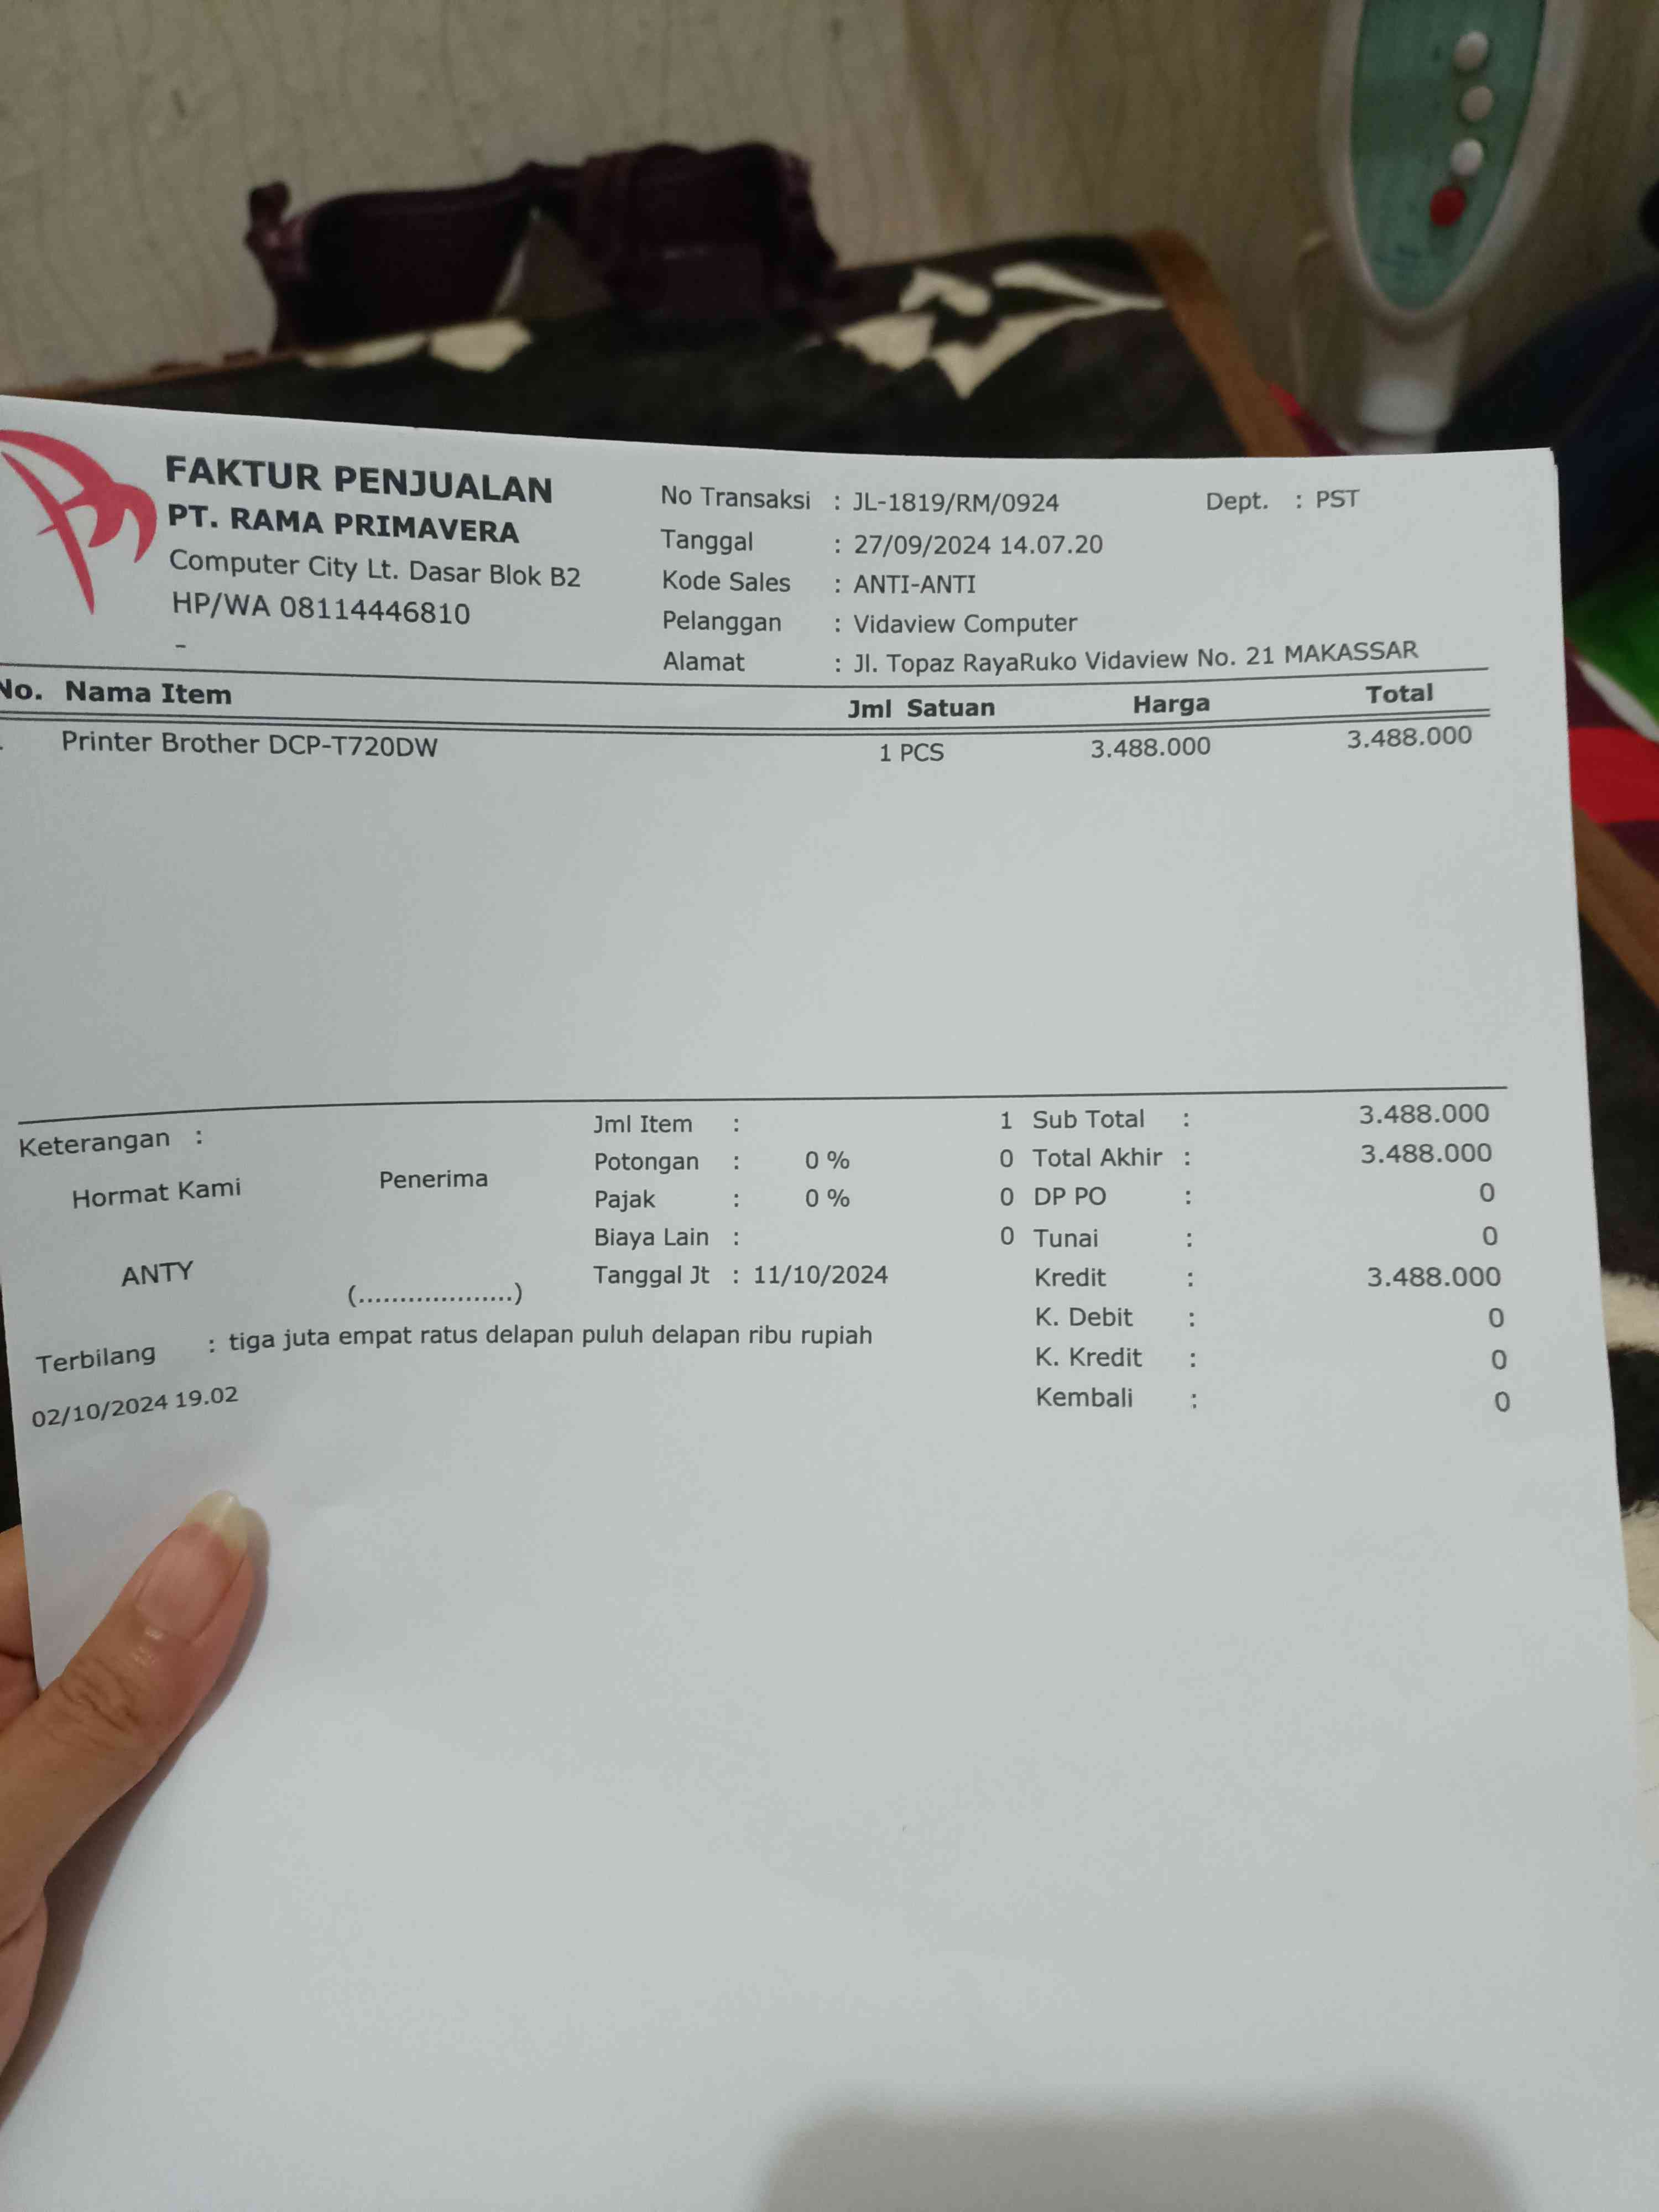 FAKTUR PENJUALAN
PT. RAMA PRIMAVERA
Computer City Lt. Dasar Blok B2
HP/WA 08114446810
-
No Transaksi : JL-1819/RM/0924 Dept. : PST
Tanggal : 27/09/2024 14.07.20
Kode Sales : ANTI-ANTI
Pelanggan : Vidaview Computer
Alamat : Jl. Topaz RayaRuko Vidaview No. 21 MAKASSAR
No. Nama Item Jml Satuan Harga Total
Printer Brother DCP-T720DW 1 PCS 3.488.000 3.488.000
Keterangan :
Hormat Kami Penerima
ANTY (...................)
Jml Item : 1
Potongan : 0 % 0
Pajak : 0 % 0
Biaya Lain : 0
Tanggal Jt : 11/10/2024
Sub Total : 3.488.000
Total Akhir : 3.488.000
DP PO : 0
Tunai : 0
Kredit : 3.488.000
K. Debit : 0
K. Kredit : 0
Kembali : 0
Terbilang : tiga juta empat ratus delapan puluh delapan ribu rupiah
02/10/2024 19.02